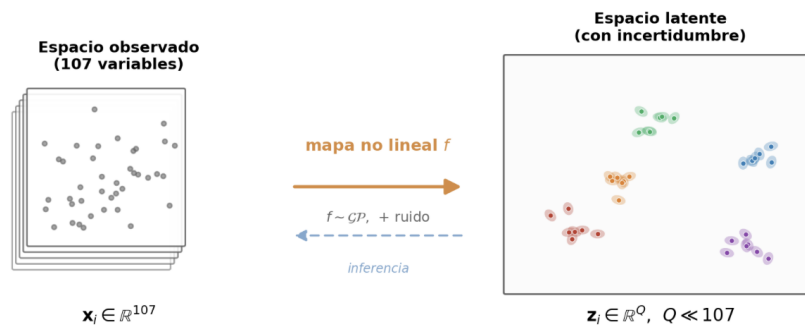 Espacio observado
(107 variables)
Espacio latente
(con incertidumbre)
mapa no lineal f
f ∼ 𝒢𝒫, + ruido
inferencia
𝐱ᵢ ∈ ℝ¹⁰⁷
𝐳ᵢ ∈ ℝ^Q, Q ≪ 107